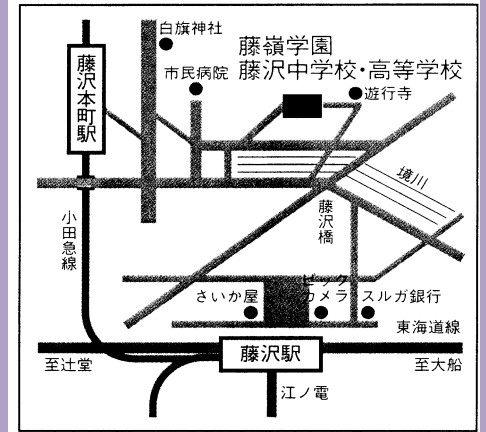 白旗神社
藤嶺学園
藤沢中学校・高等学校
市民病院
遊行寺
藤沢本町駅
境川
藤沢橋
小田急線
ビック
カメラ
さいか屋
スルガ銀行
東海道線
藤沢駅
至辻堂
至大船
江ノ電